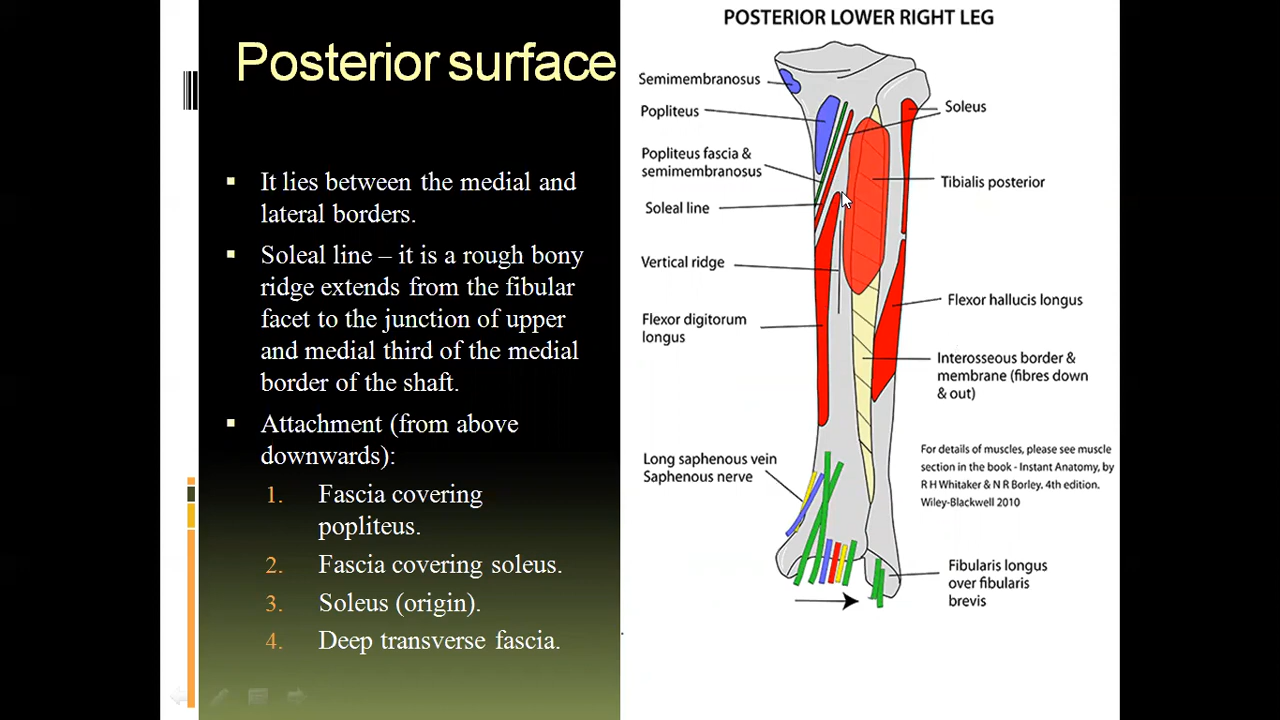 Posterior surface
▪ It lies between the medial and
lateral borders.
▪ Soleal line – it is a rough bony
ridge extends from the fibular
facet to the junction of upper
and medial third of the medial
border of the shaft.
▪ Attachment (from above
downwards):
1. Fascia covering
popliteus.
2. Fascia covering soleus.
3. Soleus (origin).
4. Deep transverse fascia.
POSTERIOR LOWER RIGHT LEG
Semimembranosus
Popliteus
Popliteus fascia &
semimembranosus
Soleal line
Vertical ridge
Flexor digitorum
longus
Long saphenous vein
Saphenous nerve
Soleus
Tibialis posterior
Flexor hallucis longus
Interosseous border &
membrane (fibres down
& out)
For details of muscles, please see muscle
section in the book - Instant Anatomy, by
R H Whitaker & N R Borley, 4th edition.
Wiley-Blackwell 2010
Fibularis longus
over fibularis
brevis